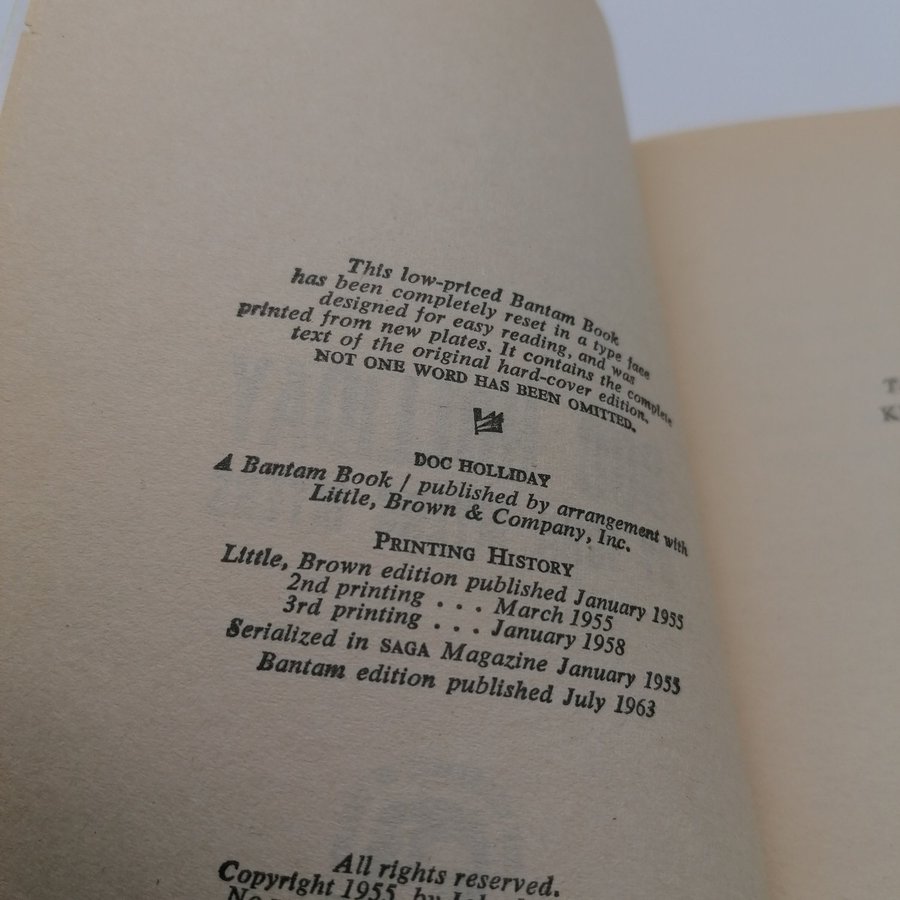 This low-priced Bantam Book
has been completely reset in a type face
designed for easy reading, and was
printed from new plates. It contains the complete
text of the original hard-cover edition.
NOT ONE WORD HAS BEEN OMITTED.
DOC HOLLIDAY
A Bantam Book / published by arrangement with
Little, Brown & Company, Inc.
PRINTING HISTORY
Little, Brown edition published January 1955
2nd printing . . . March 1955
3rd printing . . . January 1958
Serialized in SAGA Magazine January 1955
Bantam edition published July 1963
All rights reserved.
Copyright 1955, by
T
K